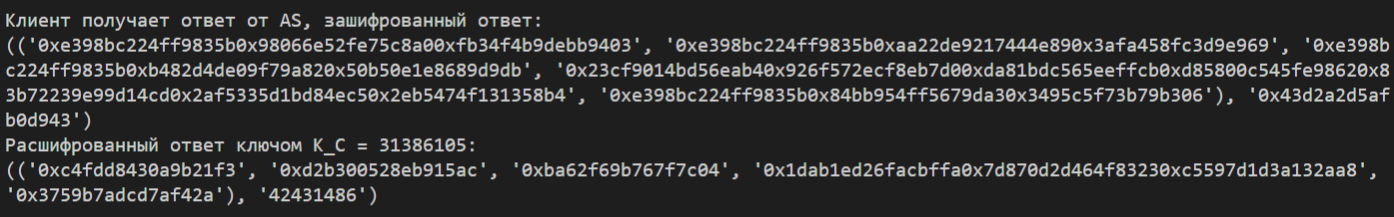 Клиент получает ответ от AS, зашифрованный ответ:
(('0xe398bc224ff9835b0x98066e52fe75c8a00xfb34f4b9debb9403', '0xe398bc224ff9835b0xaa22de9217444e890x3afa458fc3d9e969', '0xe398b
c224ff9835b0xb482d4de09f79a820x50b50e1e8689d9db', '0x23cf9014bd56eab40x926f572ecf8eb7d00xda81bdc565eeffcb0xd85800c545fe98620x8
3b72239e99d14cd0x2af5335d1bd84ec50x2eb5474f131358b4', '0xe398bc224ff9835b0x84bb954ff5679da30x3495c5f73b79b306'), '0x43d2a2d5af
b0d943')
Расшифрованный ответ ключом K_C = 31386105:
(('0xc4fdd8430a9b21f3', '0xd2b300528eb915ac', '0xba62f69b767f7c04', '0x1dab1ed26facbffa0x7d870d2d464f83230xc5597d1d3a132aa8',
'0x3759b7adcd7af42a'), '42431486')